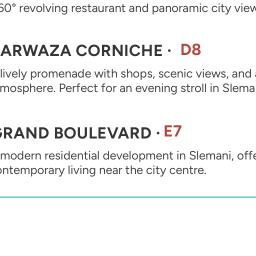 60° revolving restaurant and panoramic city view
ARWAZA CORNICHE · D8
lively promenade with shops, scenic views, and a
mosphere. Perfect for an evening stroll in Slema
GRAND BOULEVARD · E7
modern residential development in Slemani, offe
ontemporary living near the city centre.